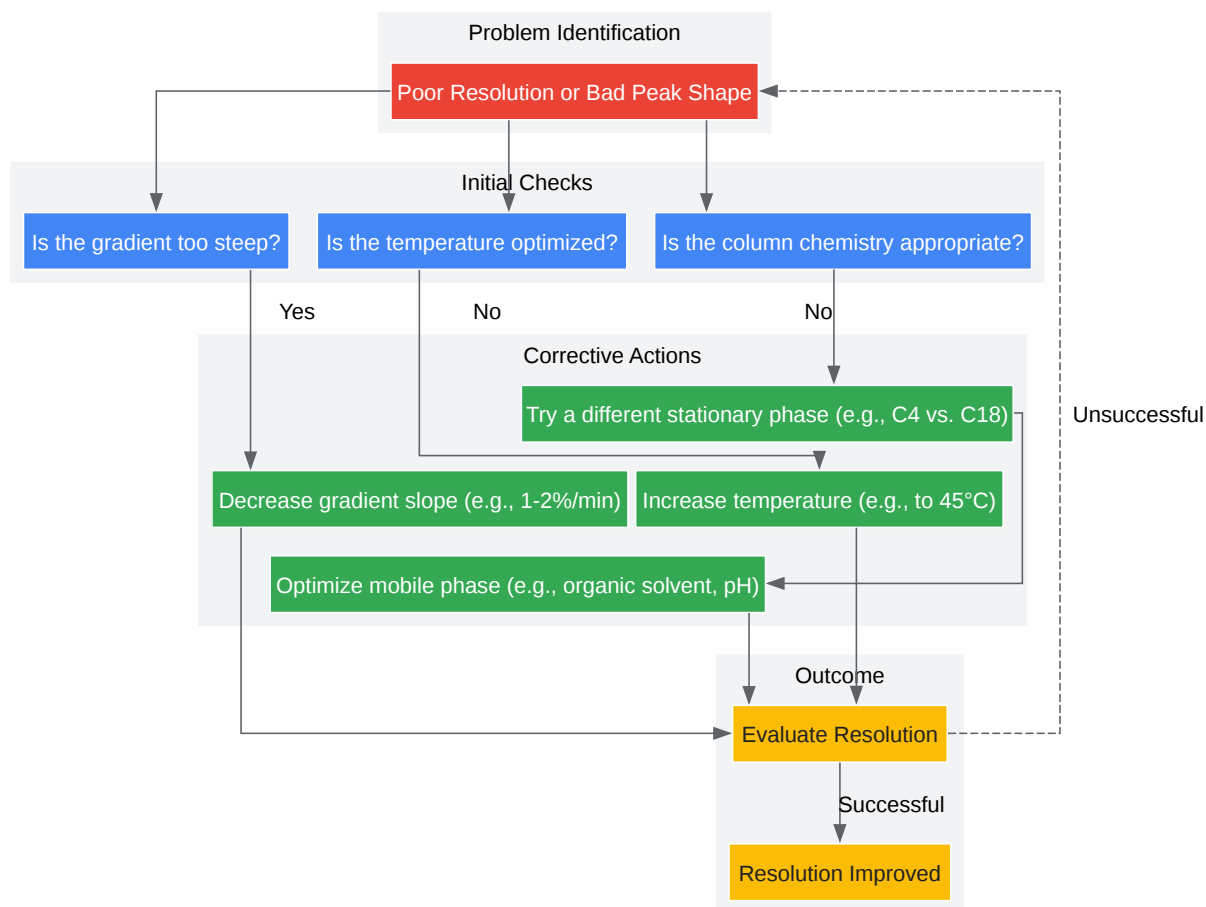 Problem Identification
Poor Resolution or Bad Peak Shape
Initial Checks
Is the gradient too steep?
Is the temperature optimized?
Is the column chemistry appropriate?
Yes
No
No
Corrective Actions
Try a different stationary phase (e.g., C4 vs. C18)
Unsuccessful
Decrease gradient slope (e.g., 1-2%/min)
Increase temperature (e.g., to 45°C)
Optimize mobile phase (e.g., organic solvent, pH)
Outcome
Evaluate Resolution
Successful
Resolution Improved